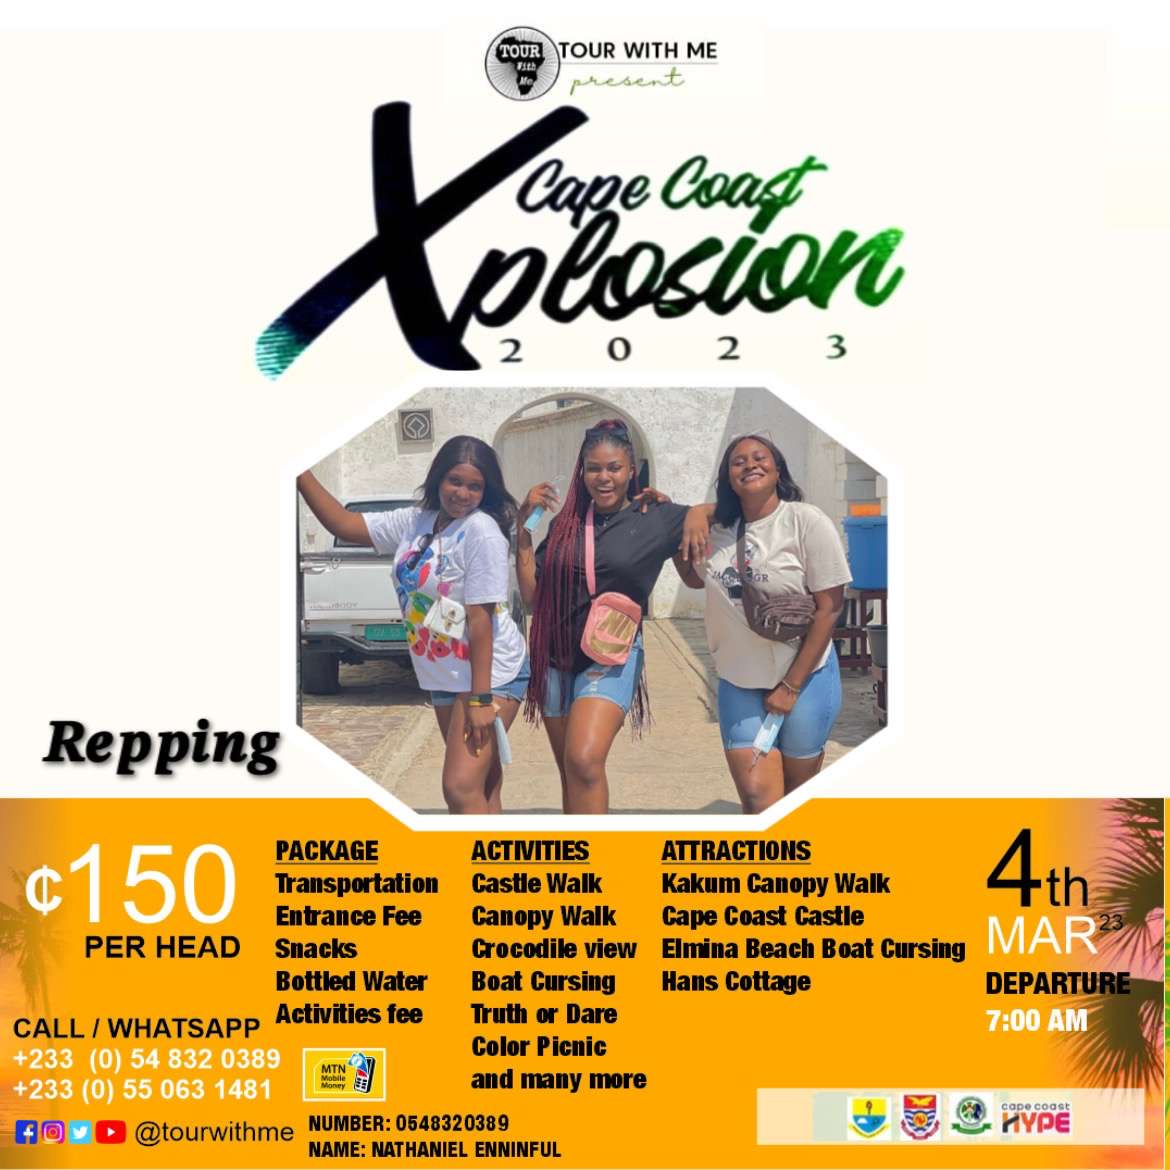 TOUR
With
Me
TOUR WITH ME
present
Cape Coast
Xplosion
2 0 2 3
Repping
¢150
PER HEAD
CALL / WHATSAPP
+233 (0) 54 832 0389
+233 (0) 55 063 1481
@tourwithme
PACKAGE
Transportation
Entrance Fee
Snacks
Bottled Water
Activities fee
MTN
Mobile
Money
NUMBER: 0548320389
NAME: NATHANIEL ENNINFUL
ACTIVITIES
Castle Walk
Canopy Walk
Crocodile view
Boat Cursing
Truth or Dare
Color Picnic
and many more
ATTRACTIONS
Kakum Canopy Walk
Cape Coast Castle
Elmina Beach Boat Cursing
Hans Cottage
4th
MAR 23
DEPARTURE
7:00 AM
cape coast
HYPE